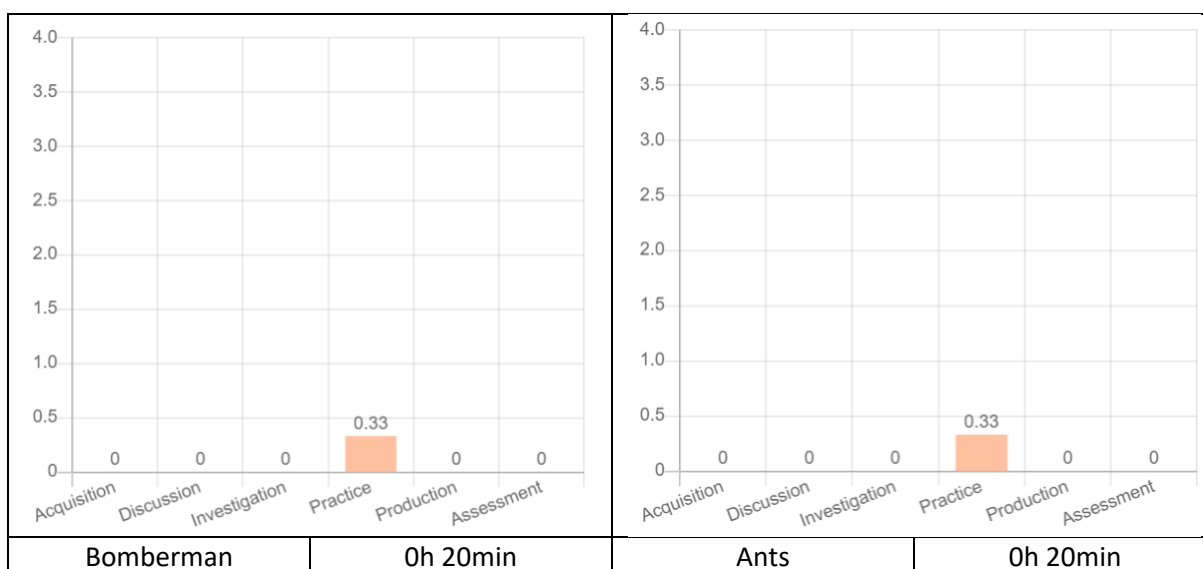 4.0
3.5
3.0
2.5
2.0
1.5
1.0
0.5
0
0
0
0
0.33
0
0
Acquisition
Discussion
Investigation
Practice
Production
Assessment
4.0
3.5
3.0
2.5
2.0
1.5
1.0
0.5
0
0
0
0
0.33
0
0
Acquisition
Discussion
Investigation
Practice
Production
Assessment
Bomberman 0h 20min Ants 0h 20min